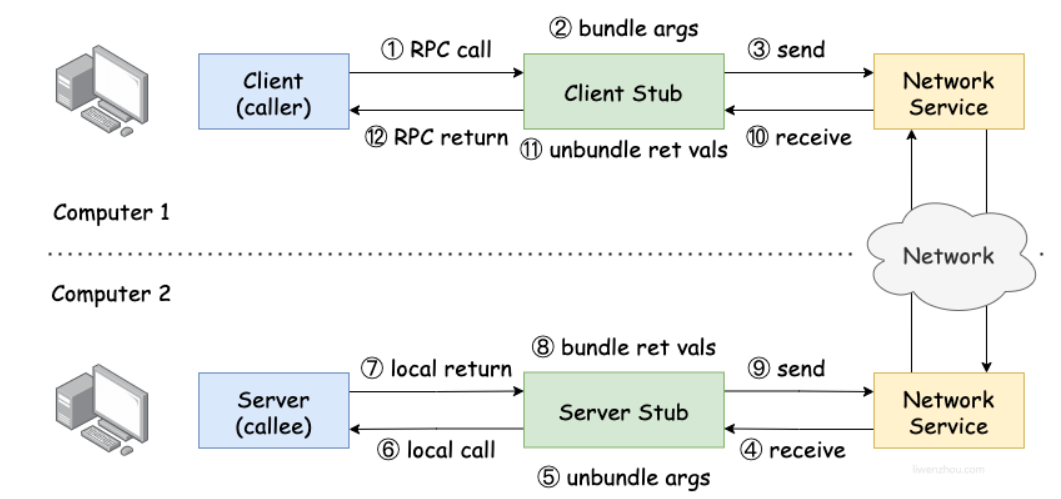 ② bundle args
① RPC call
③ send
Client
(caller)
Client Stub
Network
Service
⑫ RPC return
⑪ unbundle ret vals
⑩ receive
Computer 1
Network
Computer 2
⑧ bundle ret vals
⑦ local return
⑨ send
Server
(callee)
Server Stub
Network
Service
⑥ local call
④ receive
⑤ unbundle args
liwenzhou.com